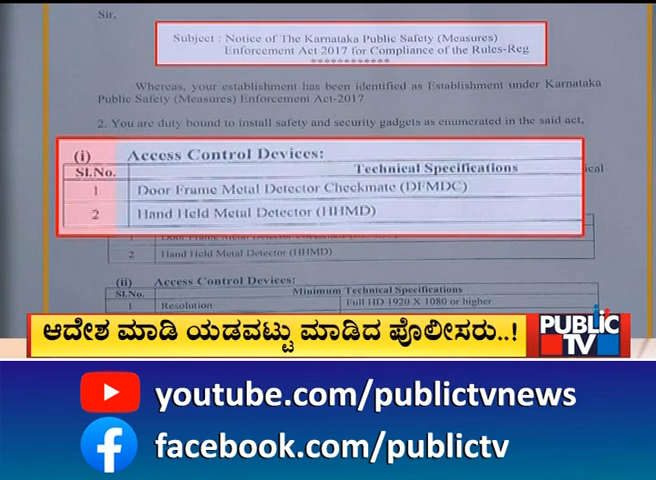 Sir,
Subject : Notice of The Karnataka Public Safety (Measures)
Enforcement Act 2017 for Compliance of the Rules-Reg
************
Whereas, your establishment has been identified as Establishment under Karnataka
Public Safety (Measures) Enforcement Act-2017
2. You are duty bound to install safety and security gadgets as enumerated in the said act,
(i) Access Control Devices:
Sl.No. Technical Specifications
1 Door Frame Metal Detector Checkmate (DFMDC)
2 Hand Held Metal Detector (HHMD)
2 Hand Held Metal Detector (HHMD)
(ii) Access Control Devices:
Sl.No. Minimum Technical Specifications
1 Resolution Full HD 1920 X 1080 or higher
ಆದೇಶ ಮಾಡಿ ಯಡವಟ್ಟು ಮಾಡಿದ ಪೊಲೀಸರು..!
PUBLIC
TV
youtube.com/publictvnews
facebook.com/publictv